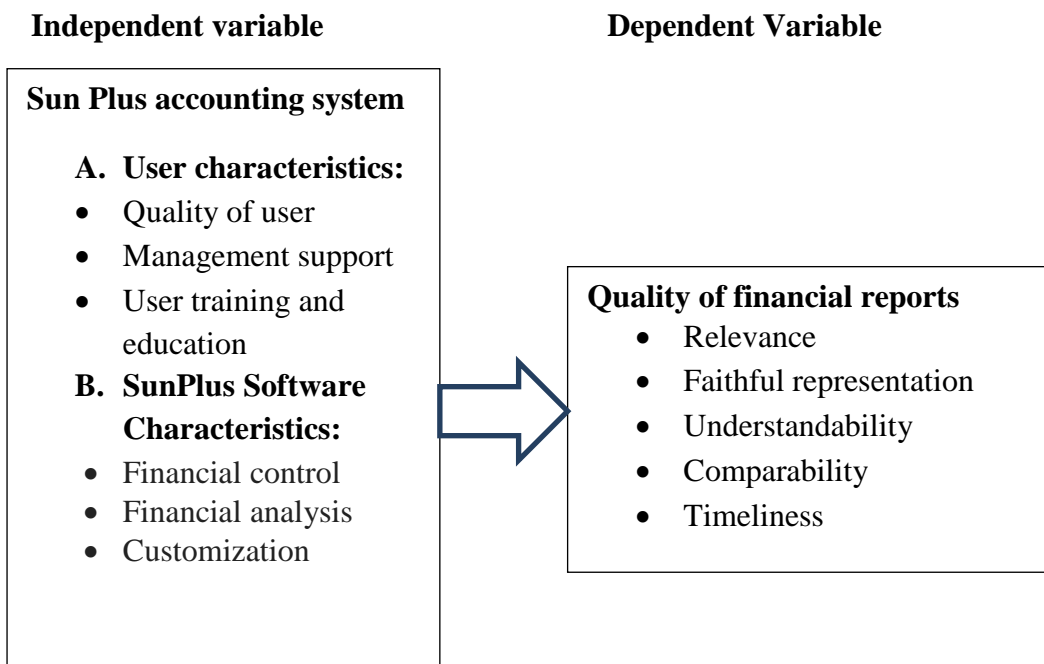 Independent variable
Dependent Variable
Sun Plus accounting system
A. User characteristics:
• Quality of user
• Management support
• User training and
education
B. SunPlus Software
Characteristics:
• Financial control
• Financial analysis
• Customization
Quality of financial reports
• Relevance
• Faithful representation
• Understandability
• Comparability
• Timeliness